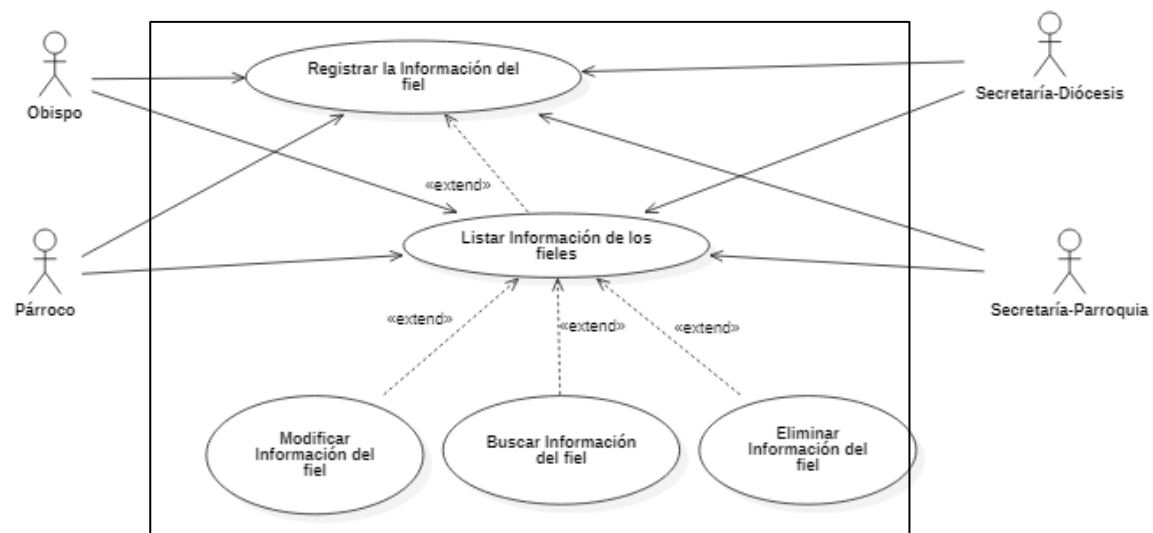 Registrar la Información del
fiel
Obispo
Secretaría-Diócesis
«extend»
Listar Información de los
fieles
Párroco
Secretaría-Parroquia
«extend»
«extend»
«extend»
Modificar
Información del
fiel
Buscar Información
del fiel
Eliminar
Información del
fiel